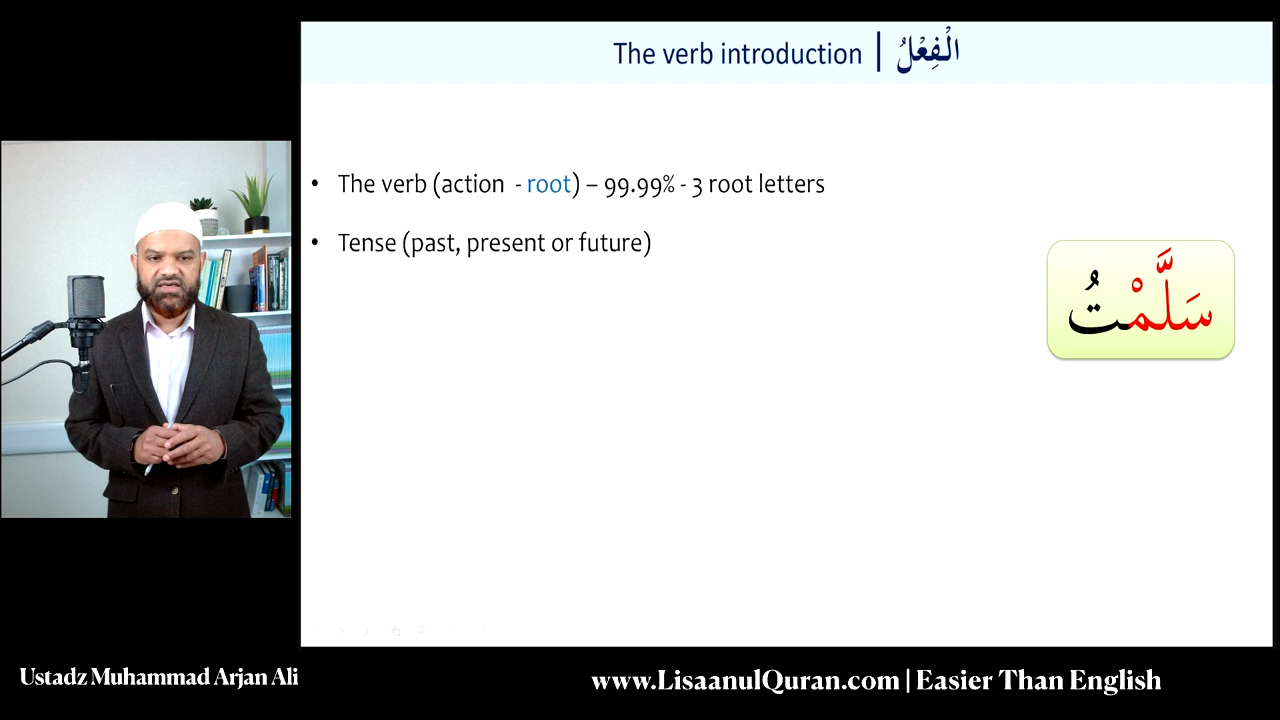 The verb introduction | الْفِعْلُ
• The verb (action - root) – 99.99% - 3 root letters
• Tense (past, present or future)
سَلَّمْتُ
Ustadz Muhammad Arjan Ali
www.LisaanulQuran.com | Easier Than English